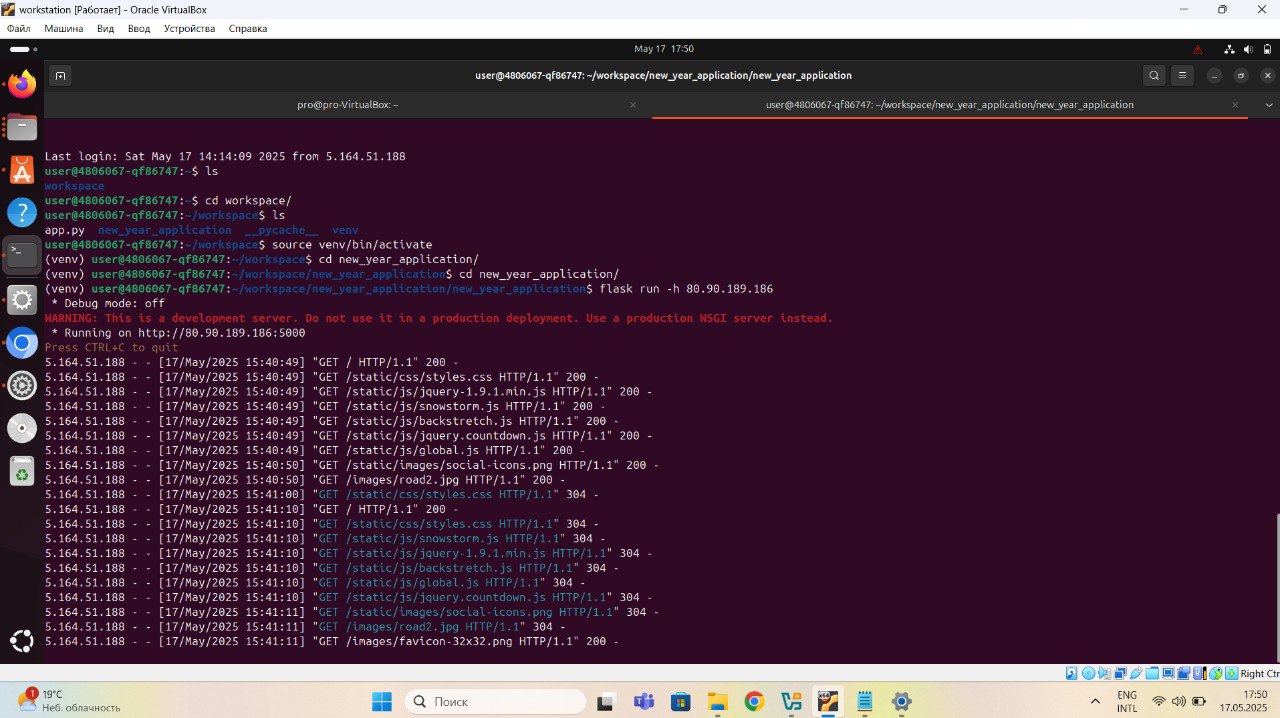 workstation [Работает] - Oracle VirtualBox
Файл Машина Вид Ввод Устройства Справка
May 17 17:50
user@4806067-qf86747: ~/workspace/new_year_application/new_year_application
pro@pro-VirtualBox: ~
user@4806067-qf86747: ~/workspace/new_year_application/new_year_application
Last login: Sat May 17 14:14:09 2025 from 5.164.51.188
user@4806067-qf86747:~$ ls
workspace
user@4806067-qf86747:~$ cd workspace/
user@4806067-qf86747:~/workspace$ ls
app.py new_year_application __pycache__ venv
user@4806067-qf86747:~/workspace$ source venv/bin/activate
(venv) user@4806067-qf86747:~/workspace$ cd new_year_application/
(venv) user@4806067-qf86747:~/workspace/new_year_application$ cd new_year_application/
(venv) user@4806067-qf86747:~/workspace/new_year_application/new_year_application$ flask run -h 80.90.189.186
* Debug mode: off
WARNING: This is a development server. Do not use it in a production deployment. Use a production WSGI server instead.
* Running on http://80.90.189.186:5000
Press CTRL+C to quit
5.164.51.188 - - [17/May/2025 15:40:49] "GET / HTTP/1.1" 200 -
5.164.51.188 - - [17/May/2025 15:40:49] "GET /static/css/styles.css HTTP/1.1" 200 -
5.164.51.188 - - [17/May/2025 15:40:49] "GET /static/js/jquery-1.9.1.min.js HTTP/1.1" 200 -
5.164.51.188 - - [17/May/2025 15:40:49] "GET /static/js/snowstorm.js HTTP/1.1" 200 -
5.164.51.188 - - [17/May/2025 15:40:49] "GET /static/js/backstretch.js HTTP/1.1" 200 -
5.164.51.188 - - [17/May/2025 15:40:49] "GET /static/js/jquery.countdown.js HTTP/1.1" 200 -
5.164.51.188 - - [17/May/2025 15:40:49] "GET /static/js/global.js HTTP/1.1" 200 -
5.164.51.188 - - [17/May/2025 15:40:50] "GET /static/images/social-icons.png HTTP/1.1" 200 -
5.164.51.188 - - [17/May/2025 15:40:50] "GET /images/road2.jpg HTTP/1.1" 200 -
5.164.51.188 - - [17/May/2025 15:41:00] "GET /static/css/styles.css HTTP/1.1" 304 -
5.164.51.188 - - [17/May/2025 15:41:10] "GET / HTTP/1.1" 200 -
5.164.51.188 - - [17/May/2025 15:41:10] "GET /static/css/styles.css HTTP/1.1" 304 -
5.164.51.188 - - [17/May/2025 15:41:10] "GET /static/js/snowstorm.js HTTP/1.1" 304 -
5.164.51.188 - - [17/May/2025 15:41:10] "GET /static/js/jquery-1.9.1.min.js HTTP/1.1" 304 -
5.164.51.188 - - [17/May/2025 15:41:10] "GET /static/js/backstretch.js HTTP/1.1" 304 -
5.164.51.188 - - [17/May/2025 15:41:10] "GET /static/js/global.js HTTP/1.1" 304 -
5.164.51.188 - - [17/May/2025 15:41:10] "GET /static/js/jquery.countdown.js HTTP/1.1" 304 -
5.164.51.188 - - [17/May/2025 15:41:11] "GET /static/images/social-icons.png HTTP/1.1" 304 -
5.164.51.188 - - [17/May/2025 15:41:11] "GET /images/road2.jpg HTTP/1.1" 304 -
5.164.51.188 - - [17/May/2025 15:41:11] "GET /images/favicon-32x32.png HTTP/1.1" 200 -
Right Ctrl
1
19°C
Неб. облачность
Поиск
ENG
INTL
17:50
17.05.2025